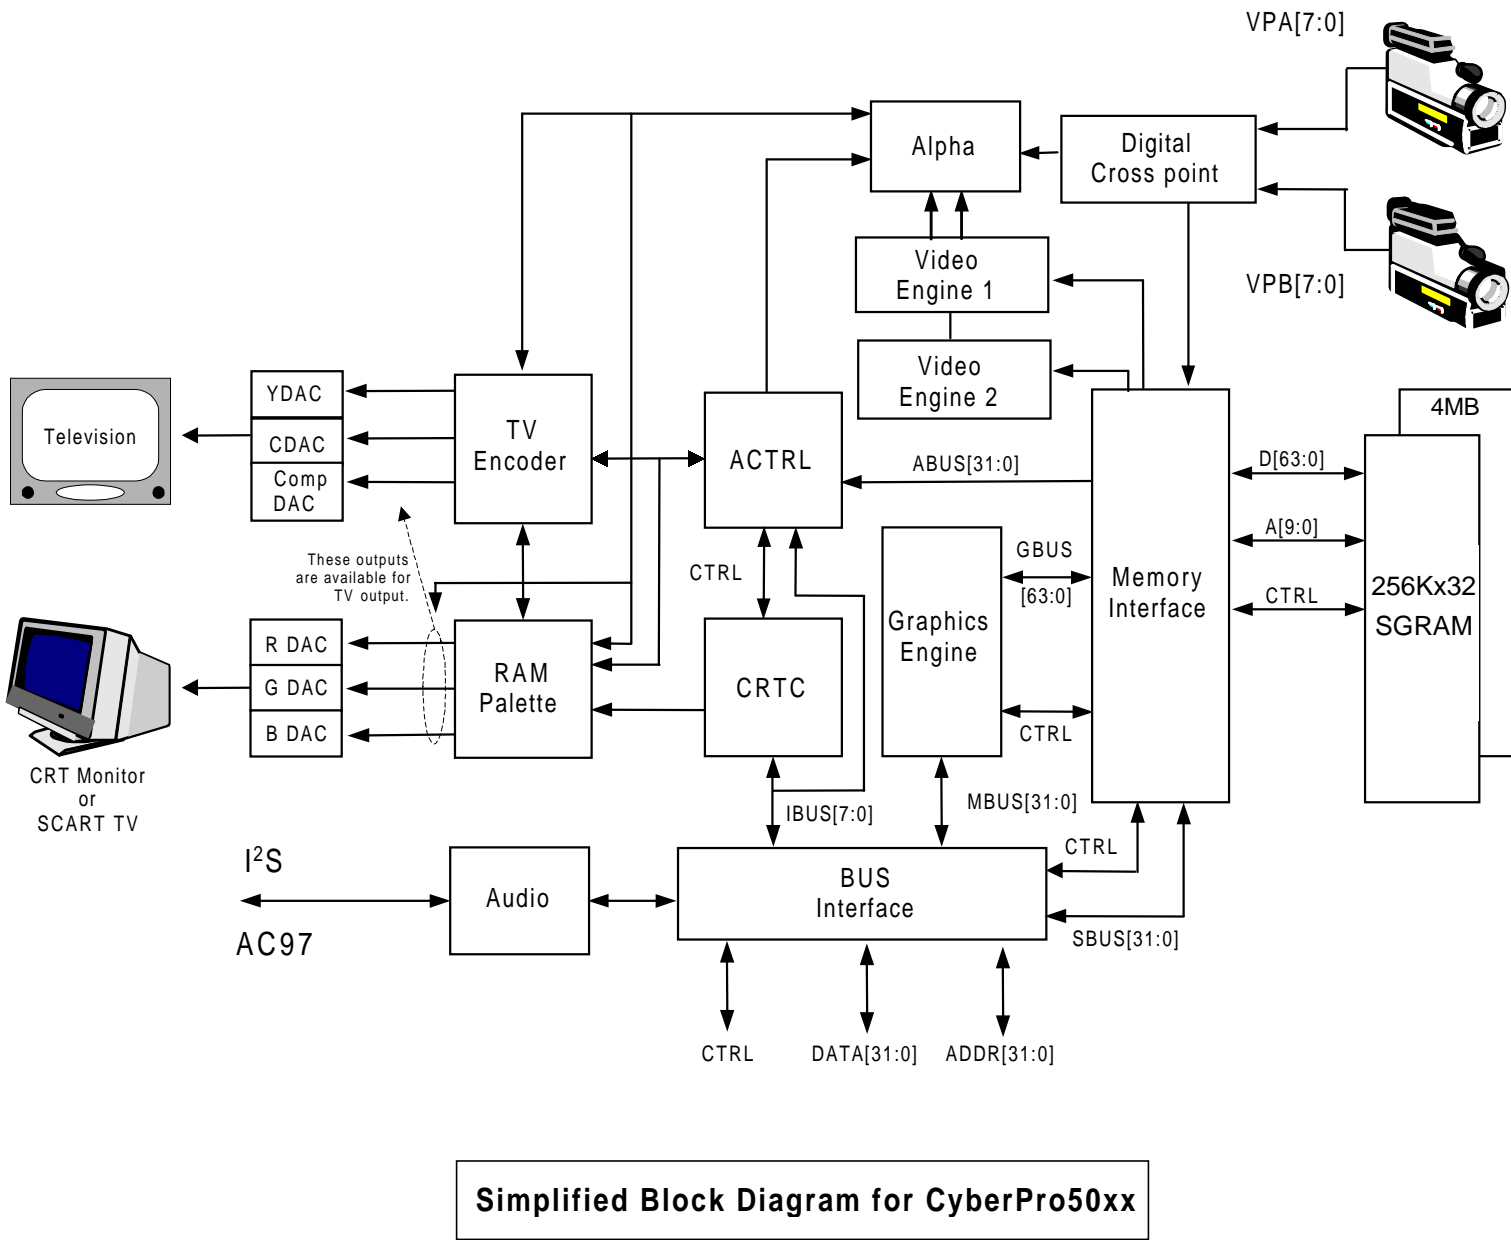 VPA[7:0]
Alpha
Digital
Cross point
Video
Engine 1
VPB[7:0]
Video
Engine 2
YDAC
CDAC
Comp
DAC
Television
TV
Encoder
ACTRL
ABUS[31:0]
4MB
D[63:0]
A[9:0]
CTRL
256Kx32
SGRAM
These outputs
are available for
TV output.
CTRL
GBUS
[63:0]
Memory
Interface
Graphics
Engine
R DAC
G DAC
B DAC
RAM
Palette
CRTC
CTRL
CRT Monitor
or
SCART TV
MBUS[31:0]
IBUS[7:0]
CTRL
I²S
AC97
Audio
BUS
Interface
SBUS[31:0]
CTRL
DATA[31:0]
ADDR[31:0]
Simplified Block Diagram for CyberPro50xx